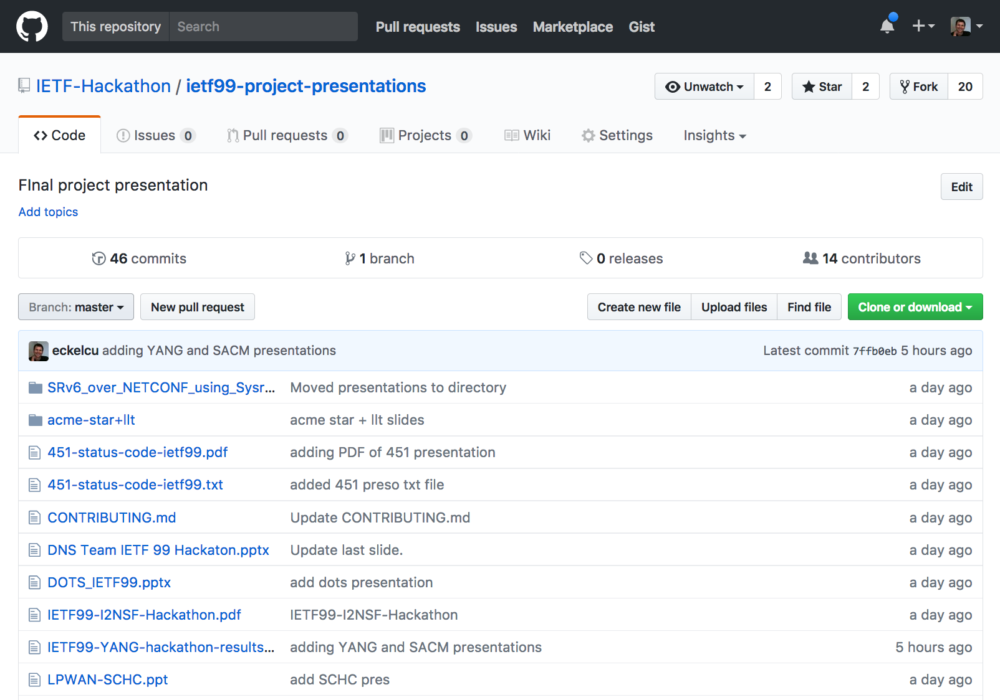 This repository Search Pull requests Issues Marketplace Gist
IETF-Hackathon / ietf99-project-presentations Unwatch 2 Star 2 Fork 20
Code Issues 0 Pull requests 0 Projects 0 Wiki Settings Insights
FInal project presentation Edit
Add topics
46 commits 1 branch 0 releases 14 contributors
Branch: master New pull request Create new file Upload files Find file Clone or download
eckelcu adding YANG and SACM presentations Latest commit 7ffb0eb 5 hours ago
SRv6_over_NETCONF_using_Sysr... Moved presentations to directory a day ago
acme-star+llt acme star + llt slides a day ago
451-status-code-ietf99.pdf adding PDF of 451 presentation a day ago
451-status-code-ietf99.txt added 451 preso txt file a day ago
CONTRIBUTING.md Update CONTRIBUTING.md a day ago
DNS Team IETF 99 Hackaton.pptx Update last slide. a day ago
DOTS_IETF99.pptx add dots presentation a day ago
IETF99-I2NSF-Hackathon.pdf IETF99-I2NSF-Hackathon a day ago
IETF99-YANG-hackathon-results... adding YANG and SACM presentations 5 hours ago
LPWAN-SCHC.ppt add SCHC pres a day ago